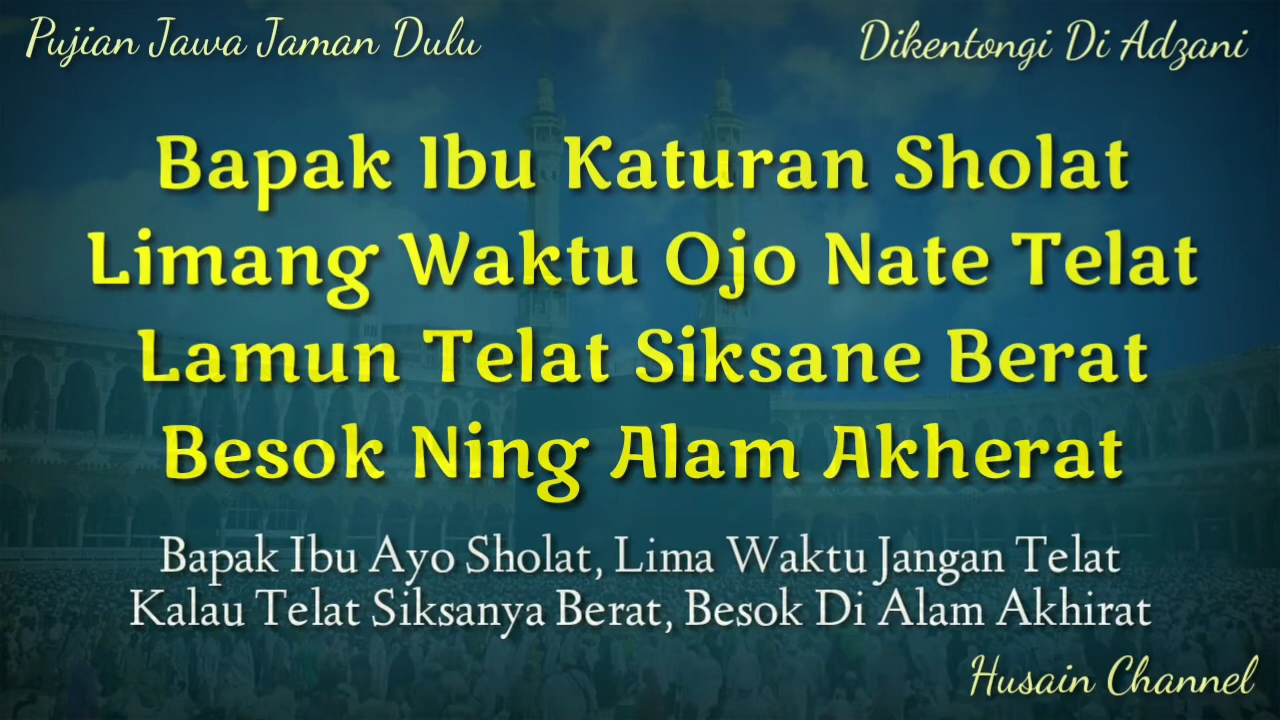 Pujian Jawa Jaman Dulu
Dikentongi Di Adzani
Bapak Ibu Katuran Sholat
Limang Waktu Ojo Nate Telat
Lamun Telat Siksane Berat
Besok Ning Alam Akherat
Bapak Ibu Ayo Sholat, Lima Waktu Jangan Telat
Kalau Telat Siksanya Berat, Besok Di Alam Akhirat
Husain Channel